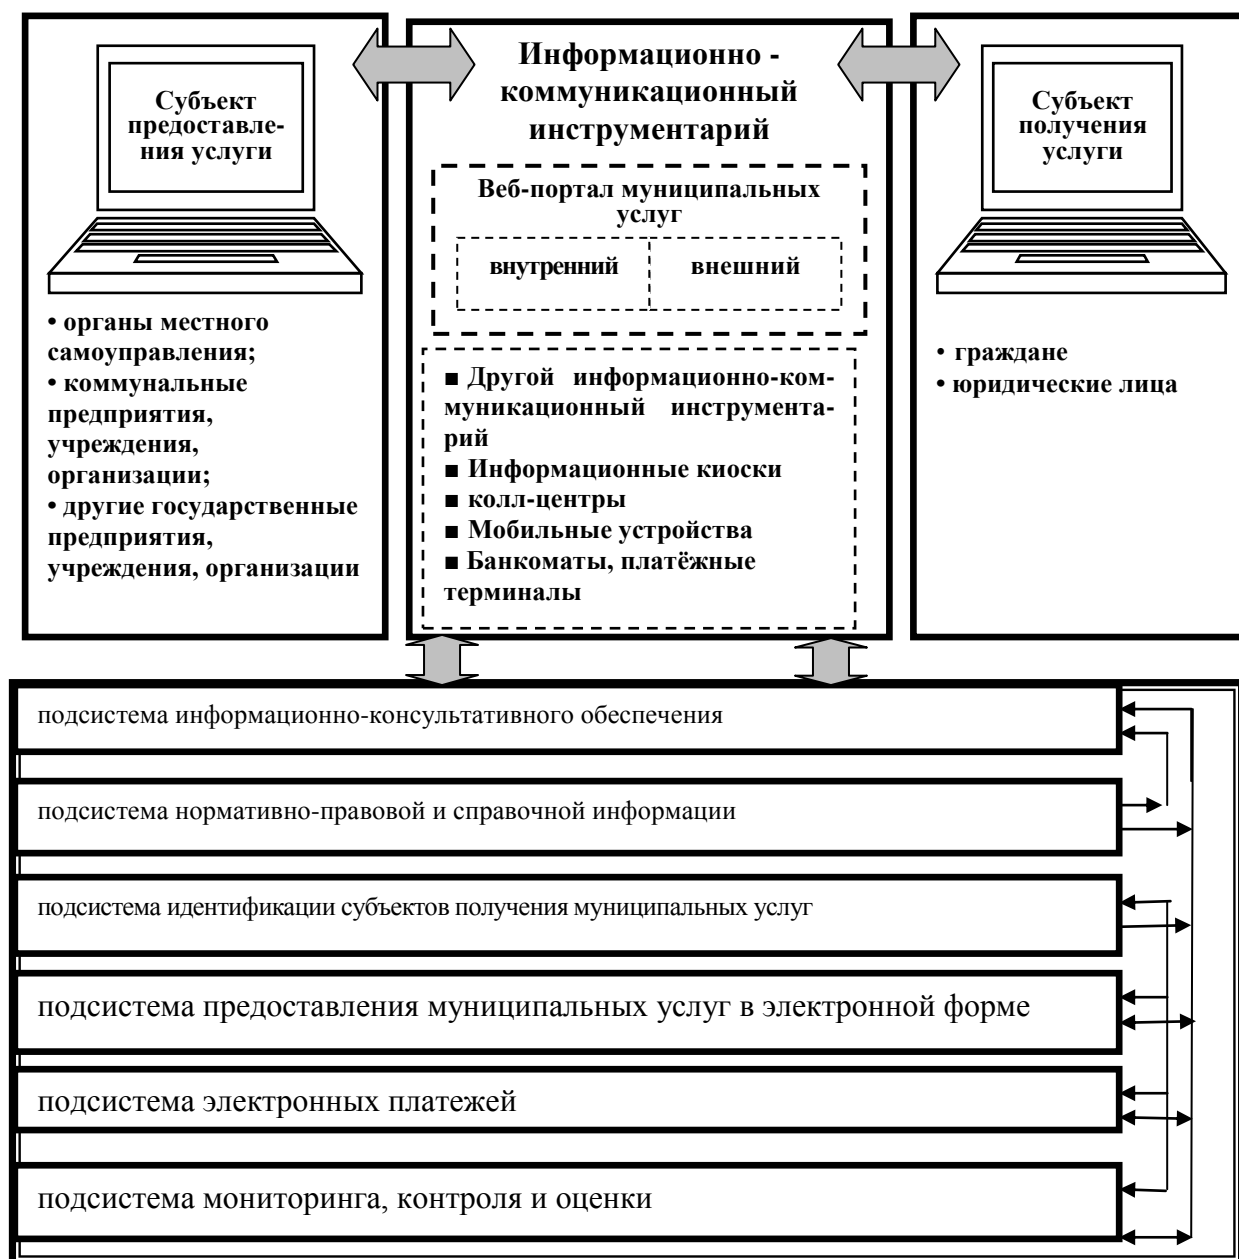 Субъект
предоставле-
ния услуги
• органы местного
самоуправления;
• коммунальные
предприятия,
учреждения,
организации;
• другие государственные
предприятия,
учреждения, организации
Информационно -
коммуникационный
инструментарий
Веб-портал муниципальных
услуг
внутренний
внешний
■ Другой информационно-ком-
муникационный инструмента-
рий
■ Информационные киоски
■ колл-центры
■ Мобильные устройства
■ Банкоматы, платёжные
терминалы
Субъект
получения
услуги
• граждане
• юридические лица
подсистема информационно-консультативного обеспечения
подсистема нормативно-правовой и справочной информации
подсистема идентификации субъектов получения муниципальных услуг
подсистема предоставления муниципальных услуг в электронной форме
подсистема электронных платежей
подсистема мониторинга, контроля и оценки